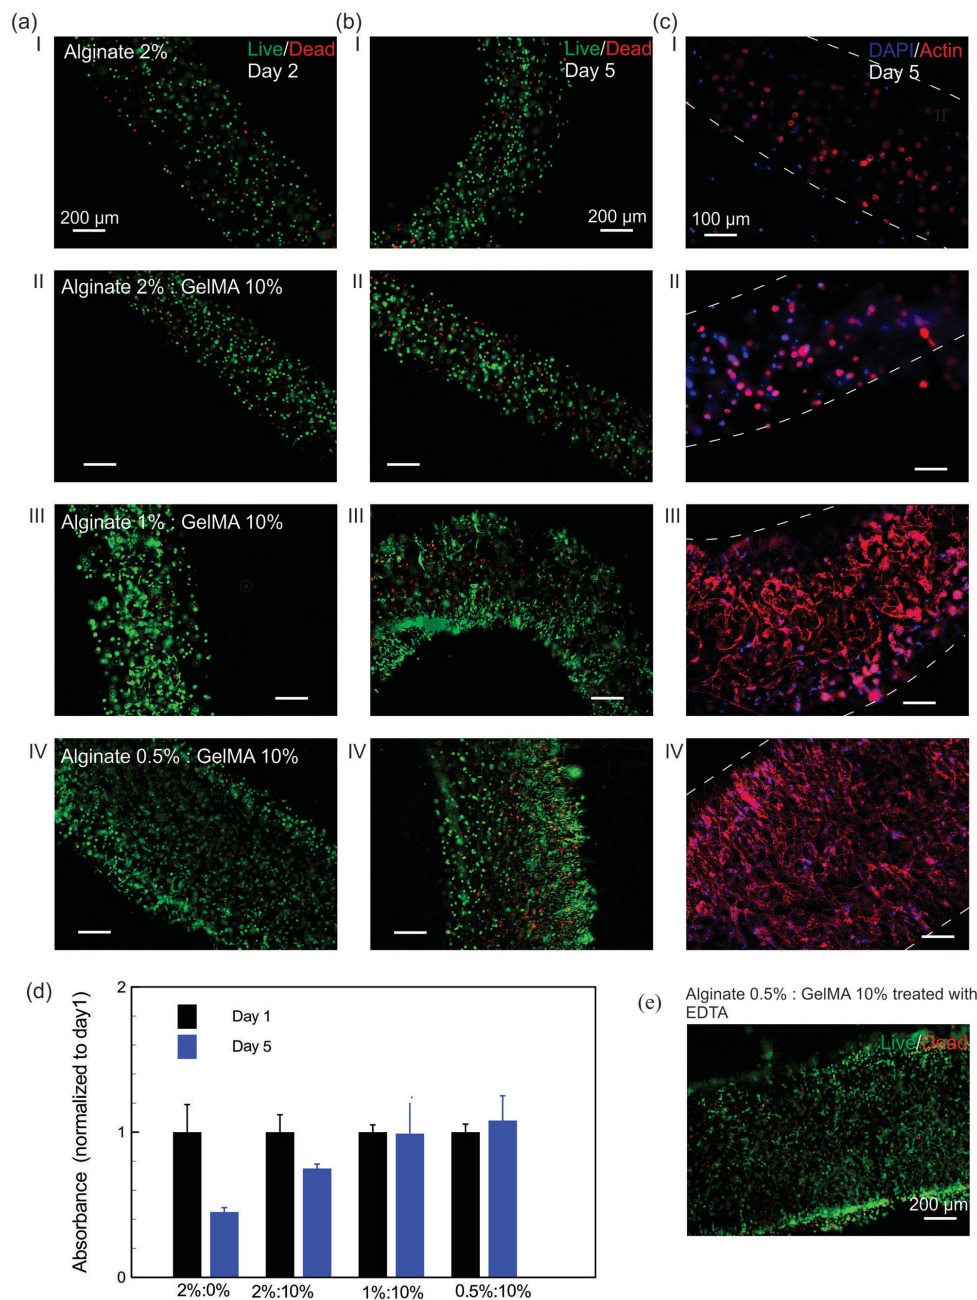 (a)
(b)
(c)
I
Alginate 2%
Live/Dead
Day 2
200 µm
I
Live/Dead
Day 5
200 µm
I
DAPI/Actin
Day 5
II
100 µm
II
Alginate 2% : GelMA 10%
II
II
III
Alginate 1% : GelMA 10%
III
III
IV
Alginate 0.5% : GelMA 10%
IV
IV
(d)
Absorbance (normalized to day1)
2
1
0
Day 1
Day 5
2%:0%
2%:10%
1%:10%
0.5%:10%
(e)
Alginate 0.5% : GelMA 10% treated with
EDTA
Live/Dead
200 µm